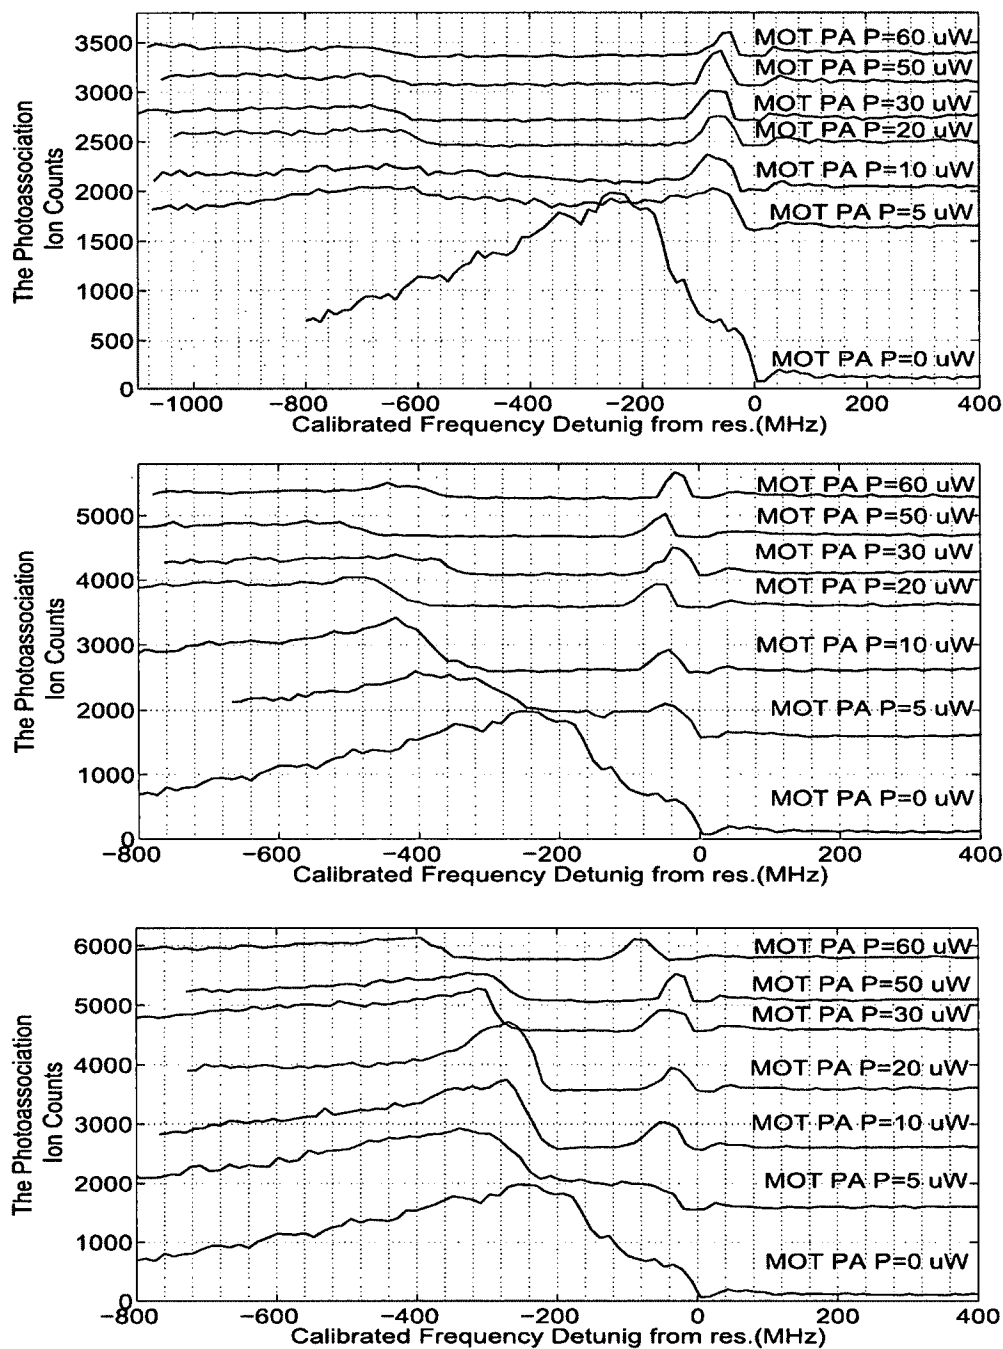 The Photoassociation
Ion Counts
3500
3000
2500
2000
1500
1000
500
0
MOT PA P=60 uW
MOT PA P=50 uW
MOT PA P=30 uW
MOT PA P=20 uW
MOT PA P=10 uW
MOT PA P=5 uW
MOT PA P=0 uW
−1000 −800 −600 −400 −200 0 200 400
Calibrated Frequency Detunig from res.(MHz)
The Photoassociation
Ion Counts
5000
4000
3000
2000
1000
0
MOT PA P=60 uW
MOT PA P=50 uW
MOT PA P=30 uW
MOT PA P=20 uW
MOT PA P=10 uW
MOT PA P=5 uW
MOT PA P=0 uW
−800 −600 −400 −200 0 200 400
Calibrated Frequency Detunig from res.(MHz)
The Photoassociation
Ion Counts
6000
5000
4000
3000
2000
1000
0
MOT PA P=60 uW
MOT PA P=50 uW
MOT PA P=30 uW
MOT PA P=20 uW
MOT PA P=10 uW
MOT PA P=5 uW
MOT PA P=0 uW
−800 −600 −400 −200 0 200 400
Calibrated Frequency Detunig from res.(MHz)